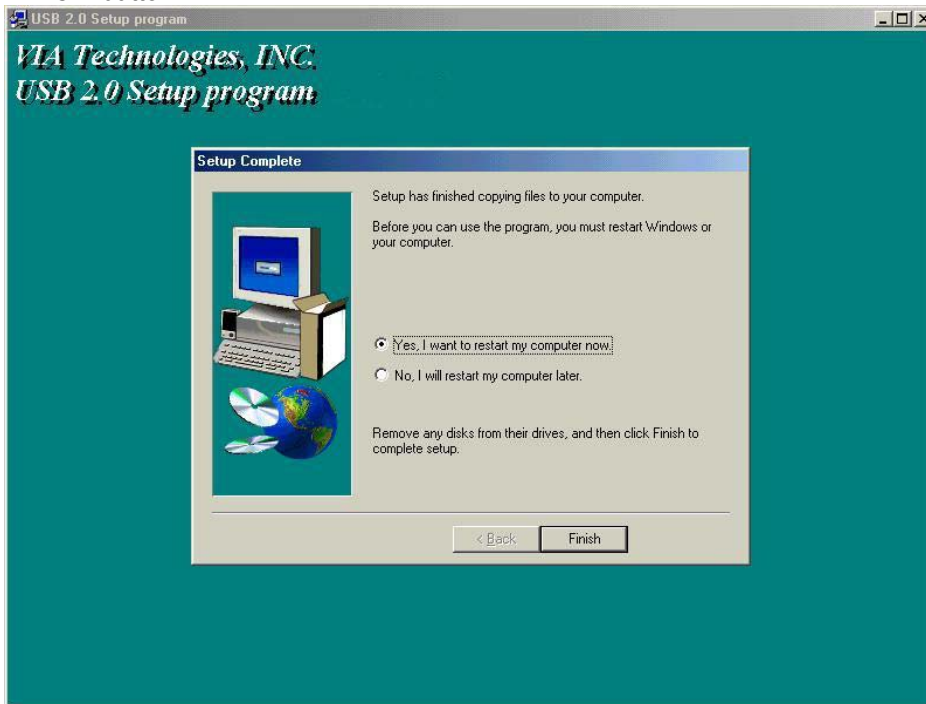 USB 2.0 Setup program
VIA Technologies, INC.
USB 2.0 Setup program
Setup Complete
Setup has finished copying files to your computer.
Before you can use the program, you must restart Windows or
your computer.
Yes, I want to restart my computer now.
No, I will restart my computer later.
Remove any disks from their drives, and then click Finish to
complete setup.
< Back
Finish